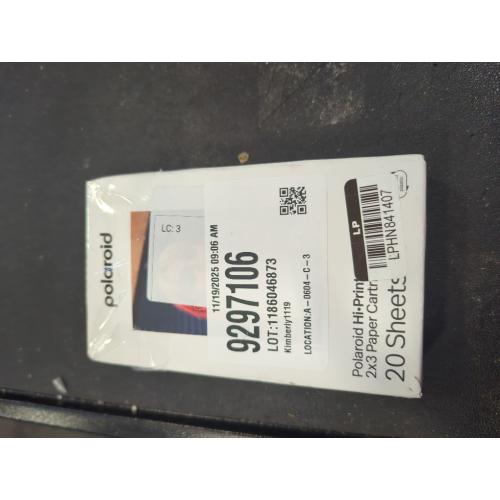 polaroid
LC: 3
11/19/2025 09:06 AM
9297106
LOT:1186046873
Kimberly1119
LOCATION:A-0604-C-3
LP
LPHN841407
Polaroid Hi-Print
2x3 Paper Cartr
20 Sheets